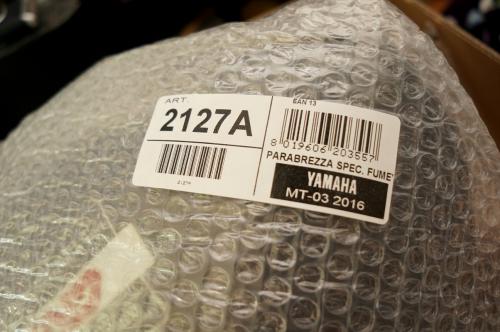 ART.
2127A
EAN 13
8 019606 203557
PARABREZZA SPEC. FUME'
YAMAHA
MT-03 2016